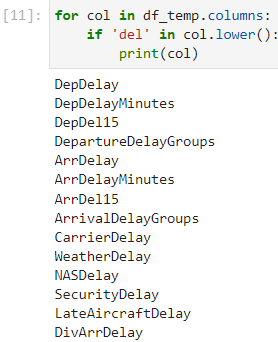 [11]: for col in df_temp.columns:
if 'del' in col.lower():
print(col)
DepDelay
DepDelayMinutes
DepDel15
DepartureDelayGroups
ArrDelay
ArrDelayMinutes
ArrDel15
ArrivalDelayGroups
CarrierDelay
WeatherDelay
NASDelay
SecurityDelay
LateAircraftDelay
DivArrDelay